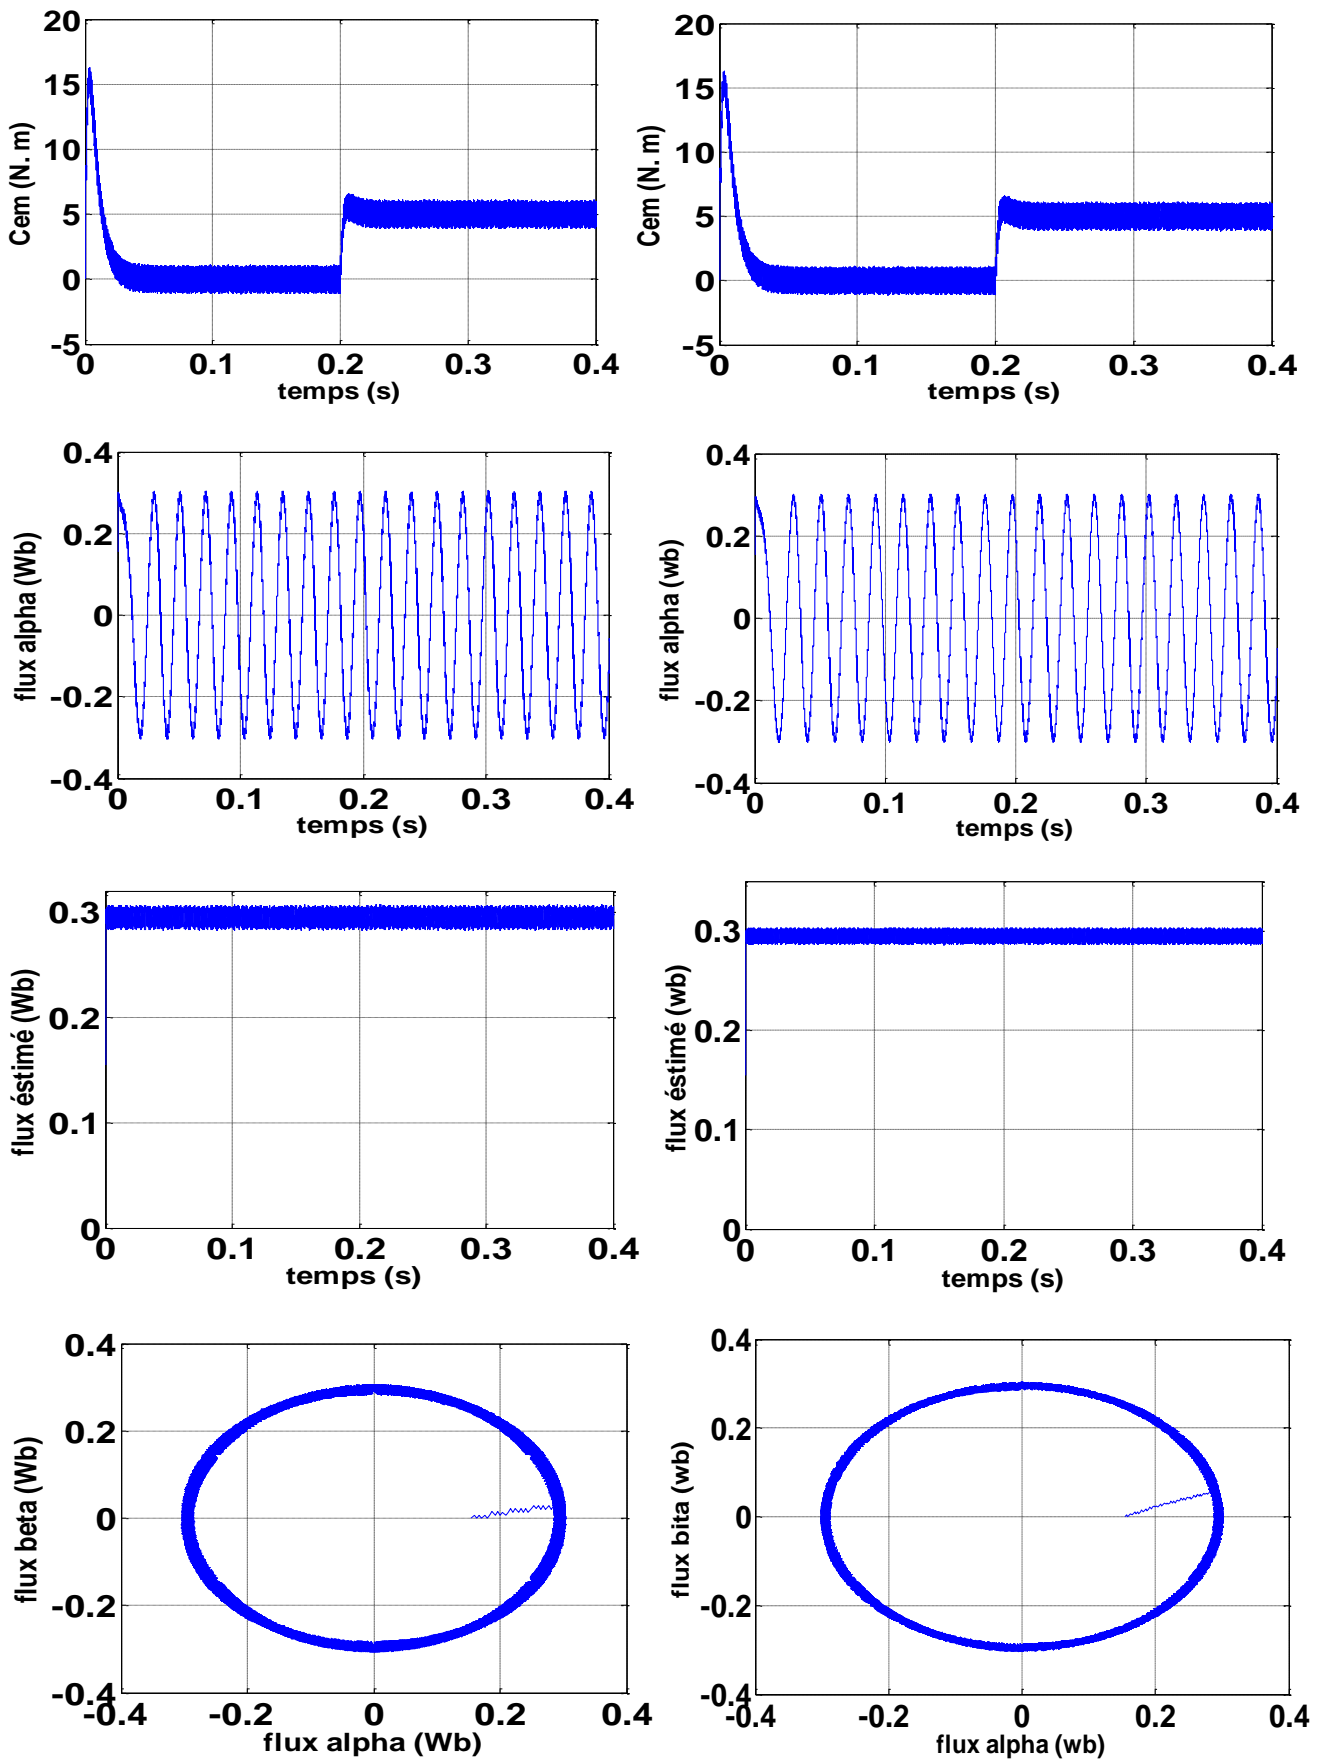 20
15
10
5
0
-5
0 0.1 0.2 0.3 0.4
temps (s)
Cem (N. m)
20
15
10
5
0
-5
0 0.1 0.2 0.3 0.4
temps (s)
Cem (N. m)
0.4
0.2
0
-0.2
-0.4
0 0.1 0.2 0.3 0.4
temps (s)
flux alpha (Wb)
0.4
0.2
0
-0.2
-0.4
0 0.1 0.2 0.3 0.4
temps (s)
flux alpha (wb)
0.3
0.2
0.1
0
0 0.1 0.2 0.3 0.4
temps (s)
flux éstimé (Wb)
0.3
0.2
0.1
0
0 0.1 0.2 0.3 0.4
temps (s)
flux éstimé (wb)
0.4
0.2
0
-0.2
-0.4
-0.4 -0.2 0 0.2 0.4
flux alpha (Wb)
flux beta (Wb)
0.4
0.2
0
-0.2
-0.4
-0.4 -0.2 0 0.2 0.4
flux alpha (wb)
flux bita (wb)